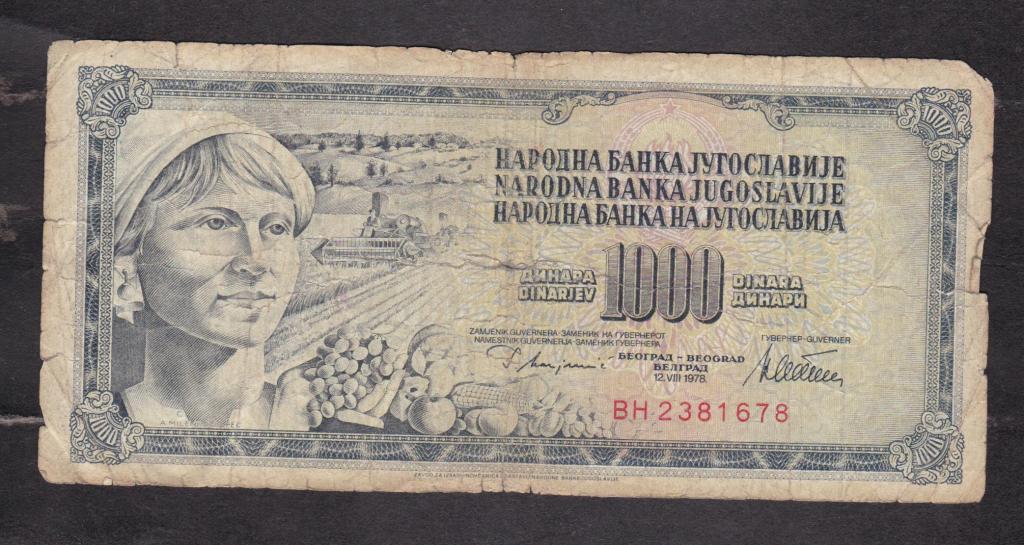 НАРОДНА БАНКА ЈУГОСЛАВИЈЕ
NARODNA BANKA JUGOSLAVIJE
НАРОДНА БАНКА НА ЈУГОСЛАВИЈА
ДИНАРА 1000 DINARA
DINARJEV ДИНАРИ
ZAMJENIK GUVERNERA-ЗАМЕНИК НА ГУВЕРНЕРОТ ГУВЕРНЕР-GUVERNER
NAMESTNIK GUVERNERJA-ЗАМЕНИК ГУВЕРНЕРА
БЕОГРАД - BEOGRAD
БЕЛГРАД
12. VIII 1978.
BH 2381678